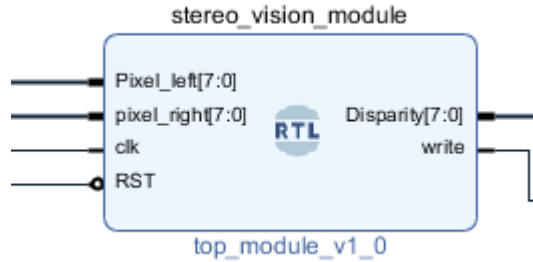 stereo_vision_module
Pixel_left[7:0]
pixel_right[7:0]
clk
RST
RTL
Disparity[7:0]
write
top_module_v1_0